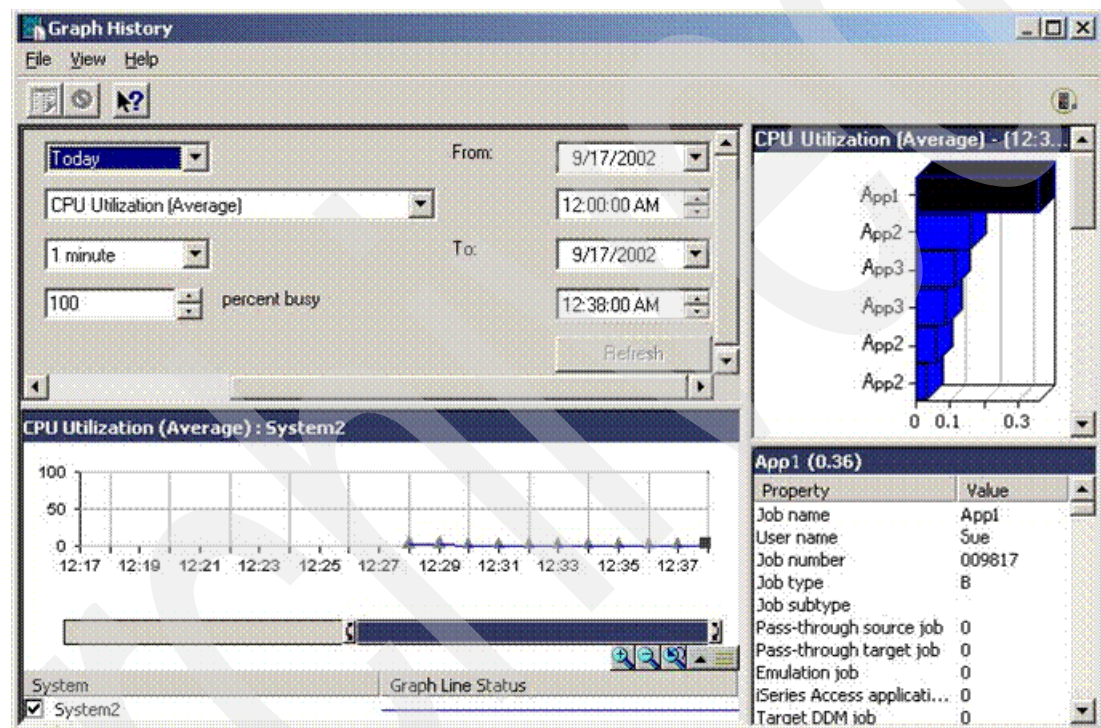 Graph History
File View Help
Today
From:
9/17/2002
CPU Utilization (Average)
12:00:00 AM
1 minute
To:
9/17/2002
100
percent busy
12:38:00 AM
Refresh
CPU Utilization (Average) - (12:3...
App1
App2
App3
App3
App2
App2
0 0.1 0.3
CPU Utilization (Average) : System2
100
50
0
12:17 12:19 12:21 12:23 12:25 12:27 12:29 12:31 12:33 12:35 12:37
System Graph Line Status
System2
App1 (0.36)
Property Value
Job name App1
User name Sue
Job number 009817
Job type B
Job subtype
Pass-through source job 0
Pass-through target job 0
Emulation job 0
iSeries Access applicati... 0
Target DDM job 0